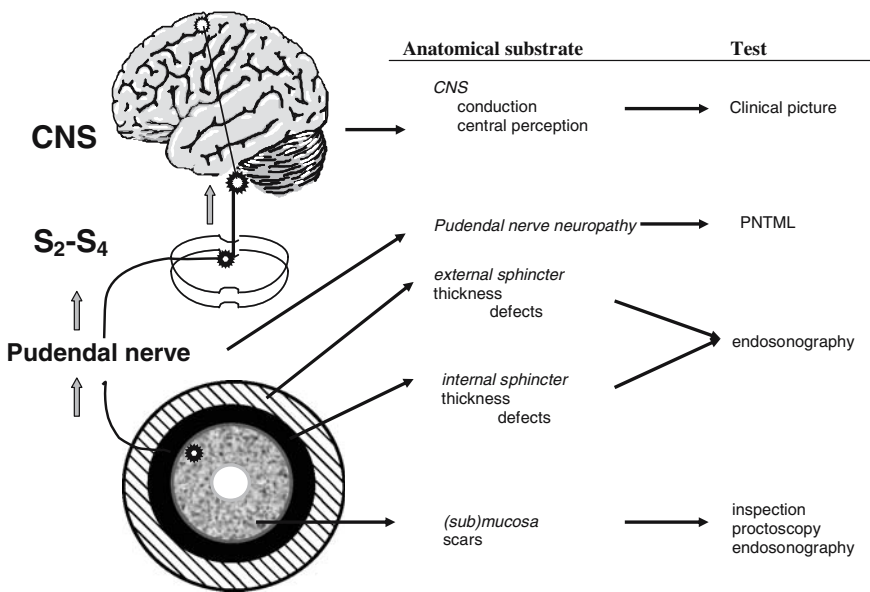 Anatomical substrate Test
CNS
conduction
central perception
Clinical picture
CNS
Pudendal nerve neuropathy
PNTML
S₂-S₄
external sphincter
thickness
defects
endosonography
Pudendal nerve
internal sphincter
thickness
defects
(sub)mucosa
scars
inspection
proctoscopy
endosonography